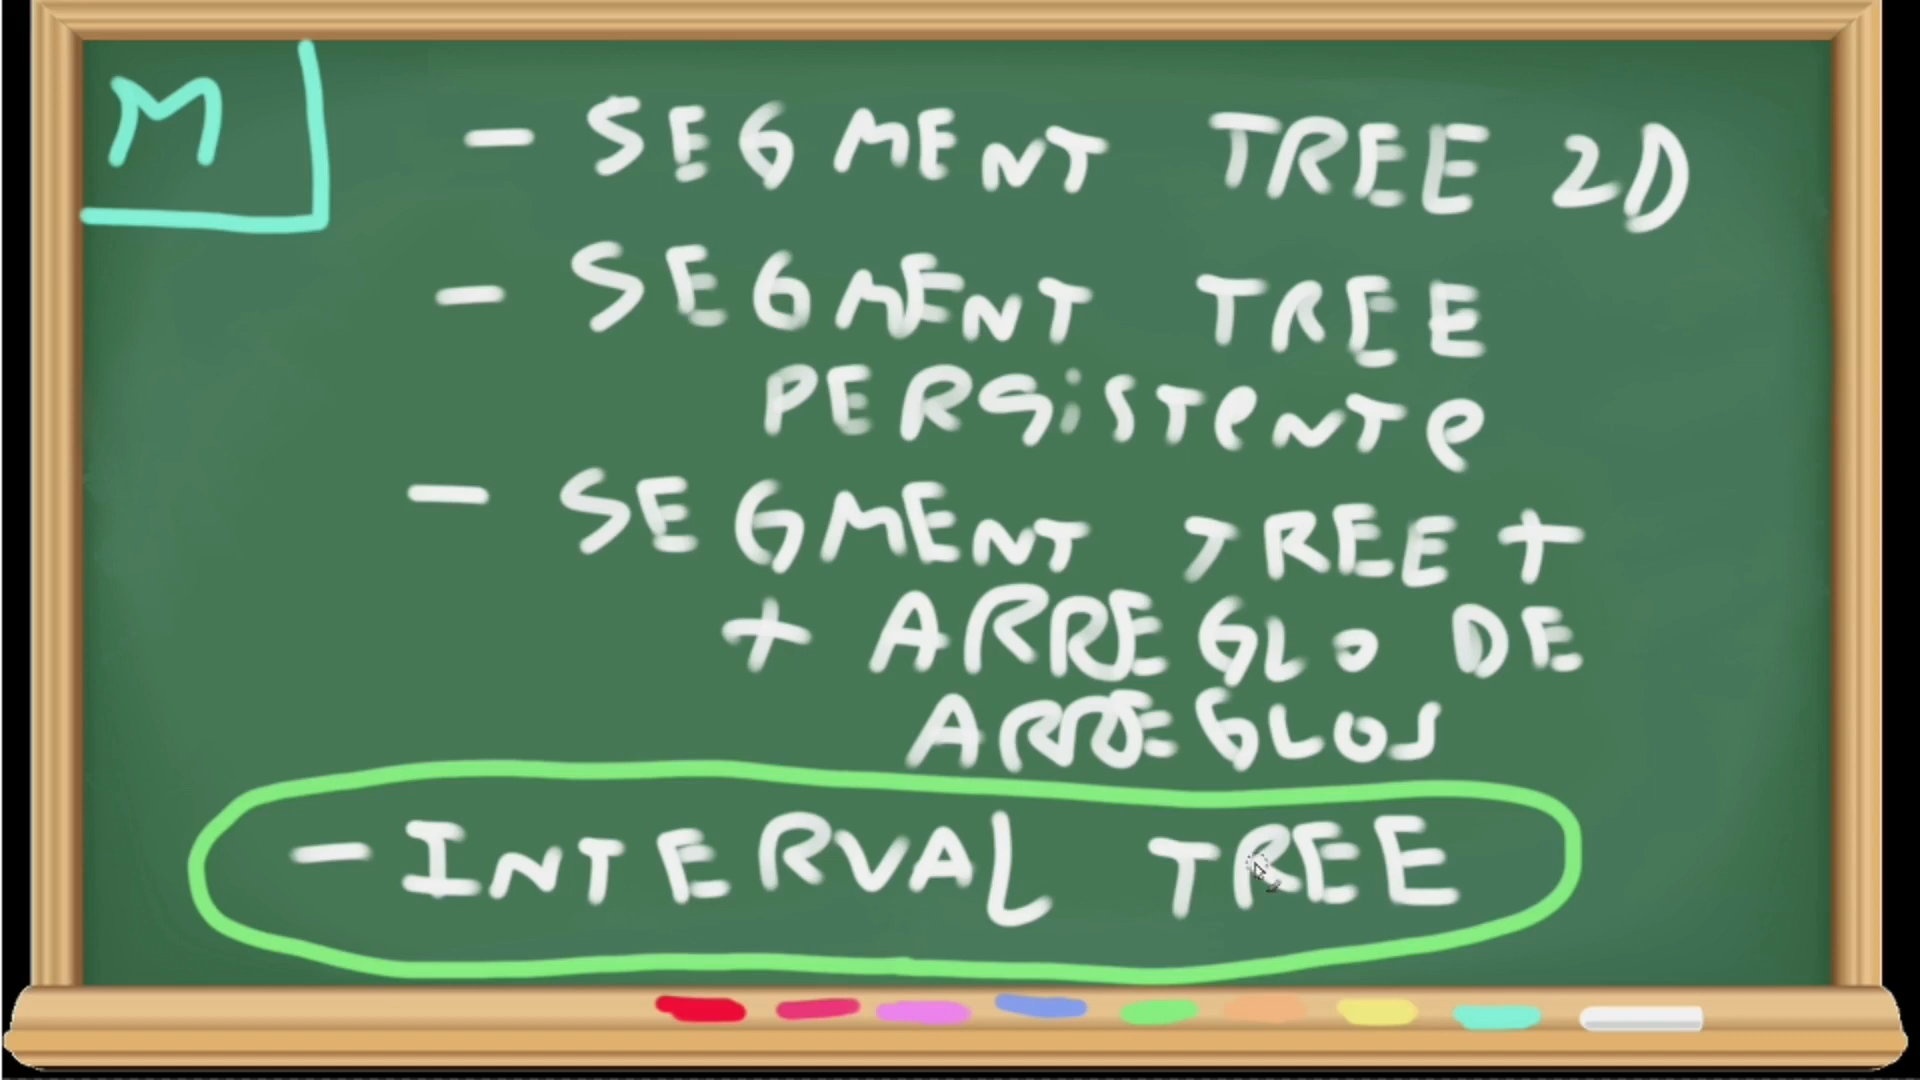 M
- SEGMENT TREE 2D
- SEGMENT TREE
PERSiSTeNTe
- SEGMENT TREE +
+ ARREGLO DE
ARREGLOS
- INTERVAL TREE